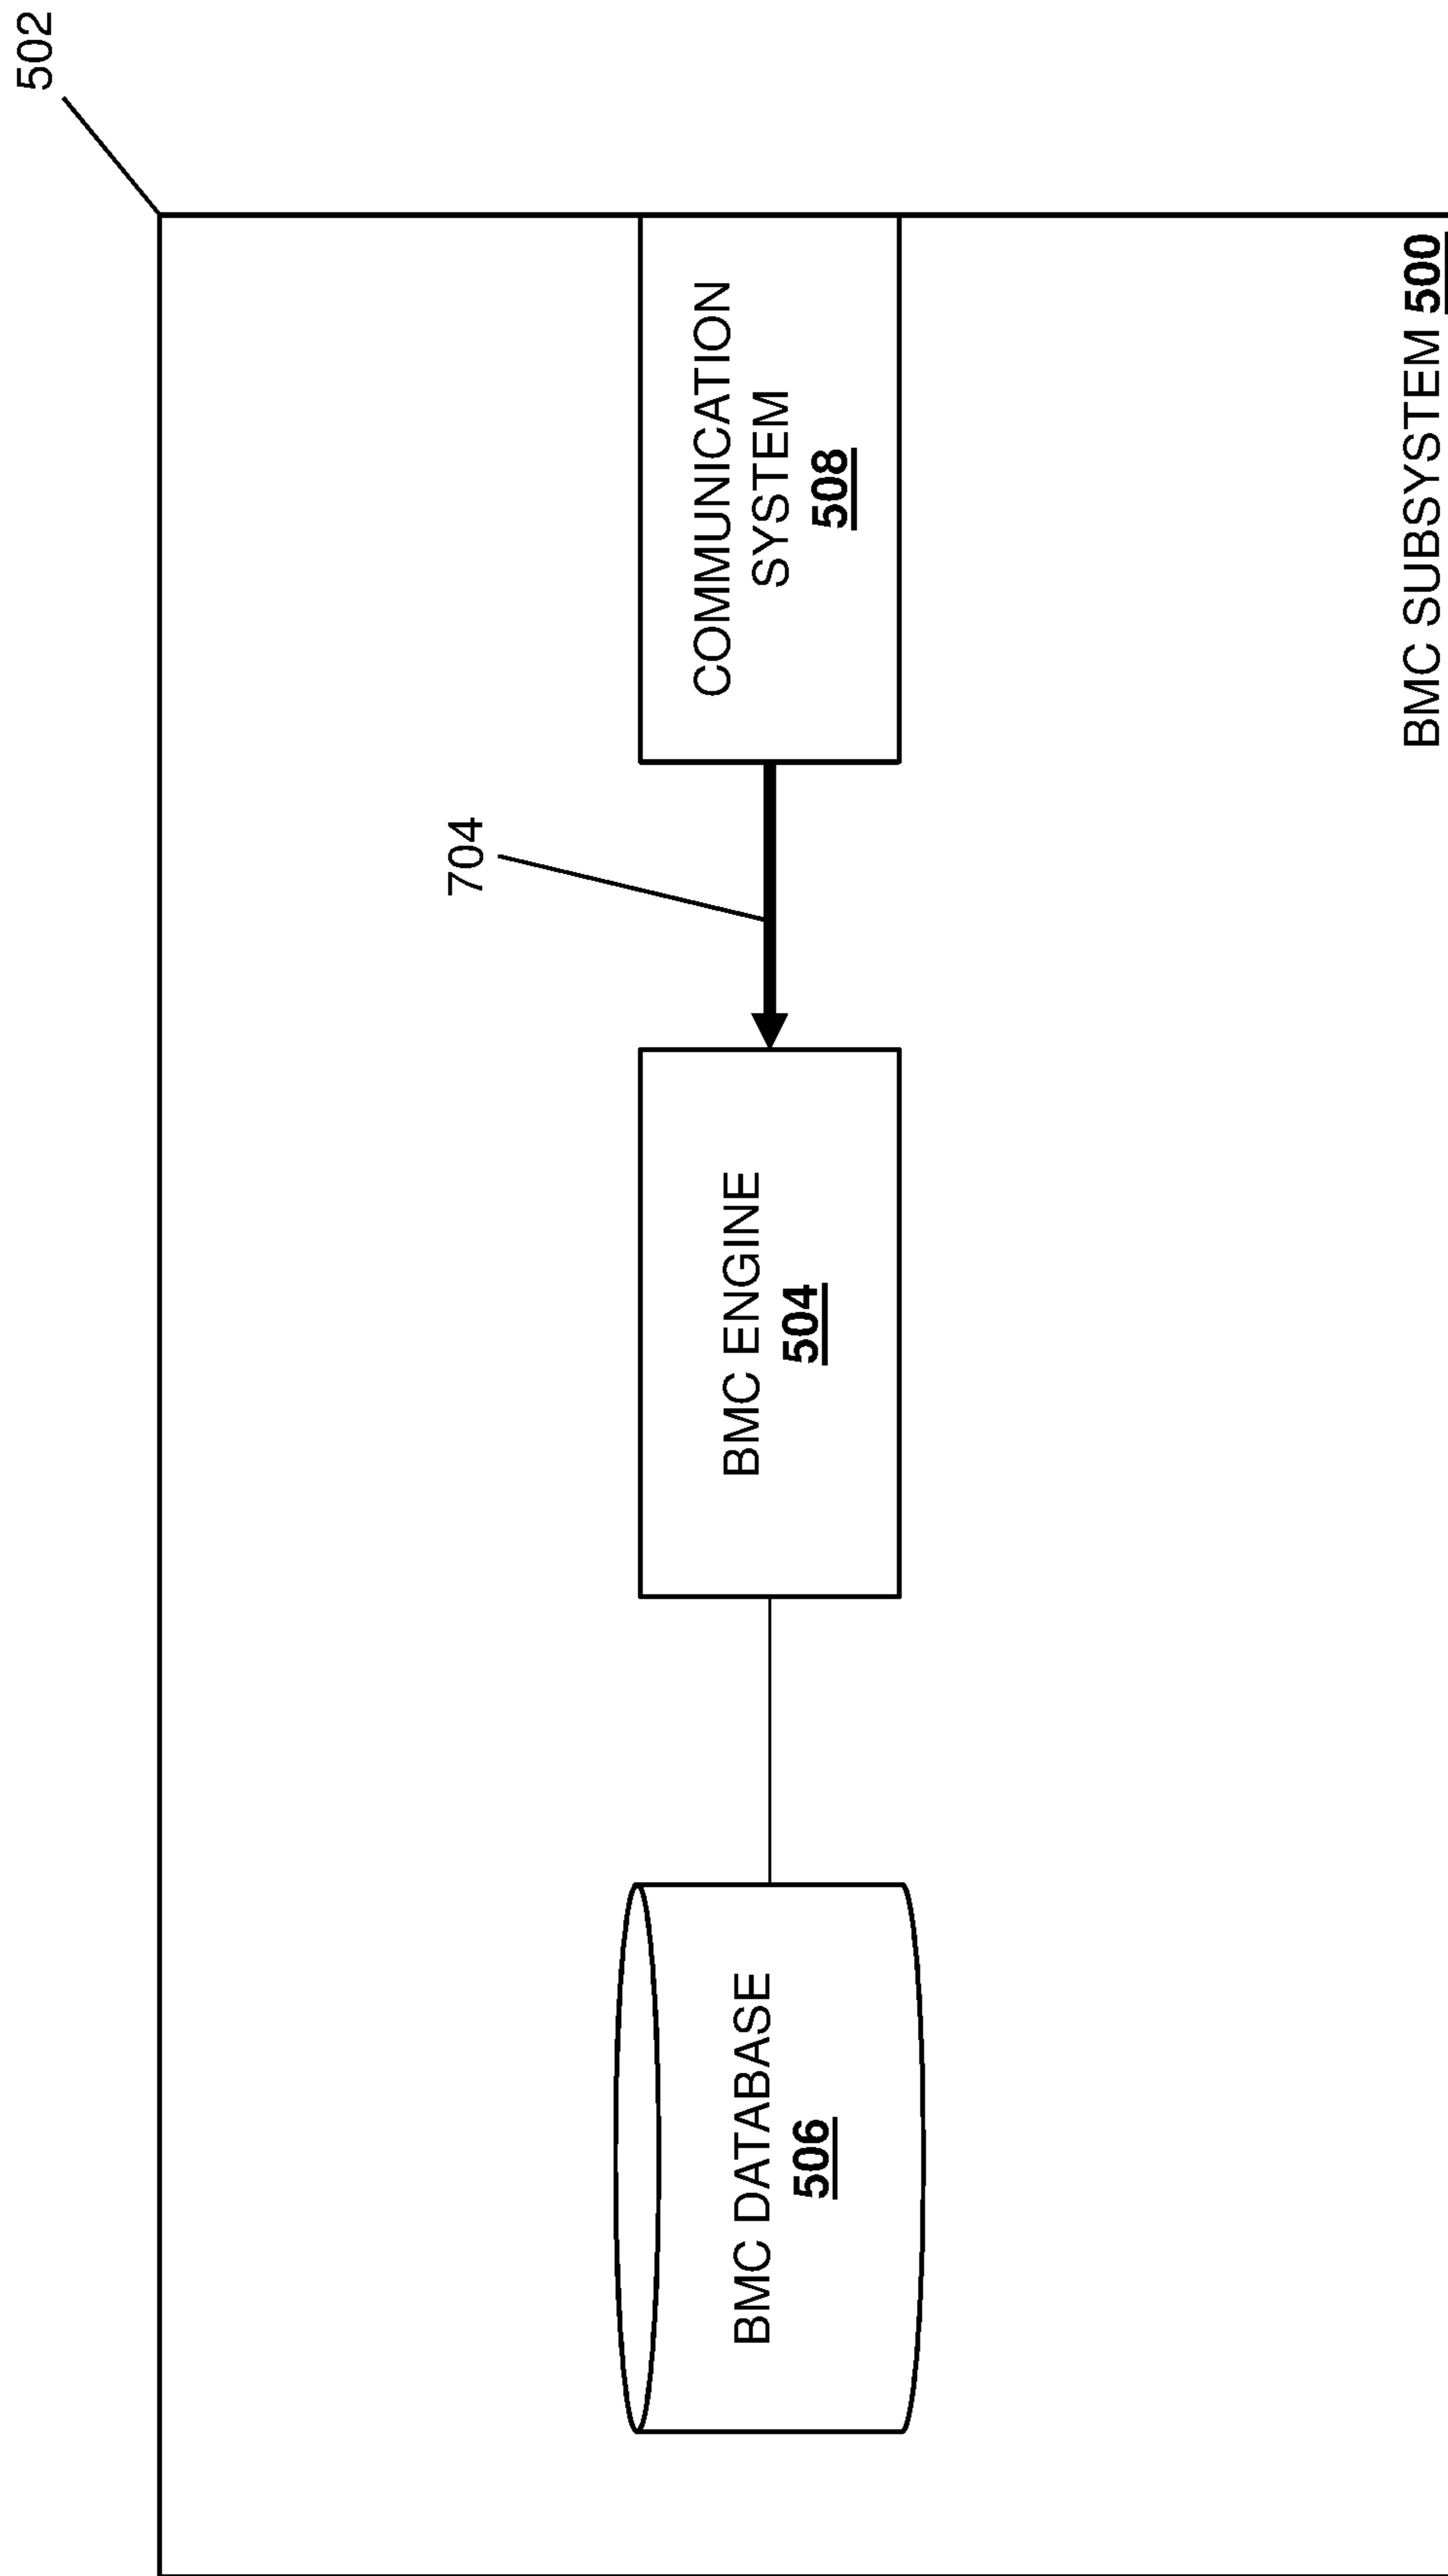 502
704
BMC DATABASE
506
BMC ENGINE
504
COMMUNICATION
SYSTEM
508
BMC SUBSYSTEM 500